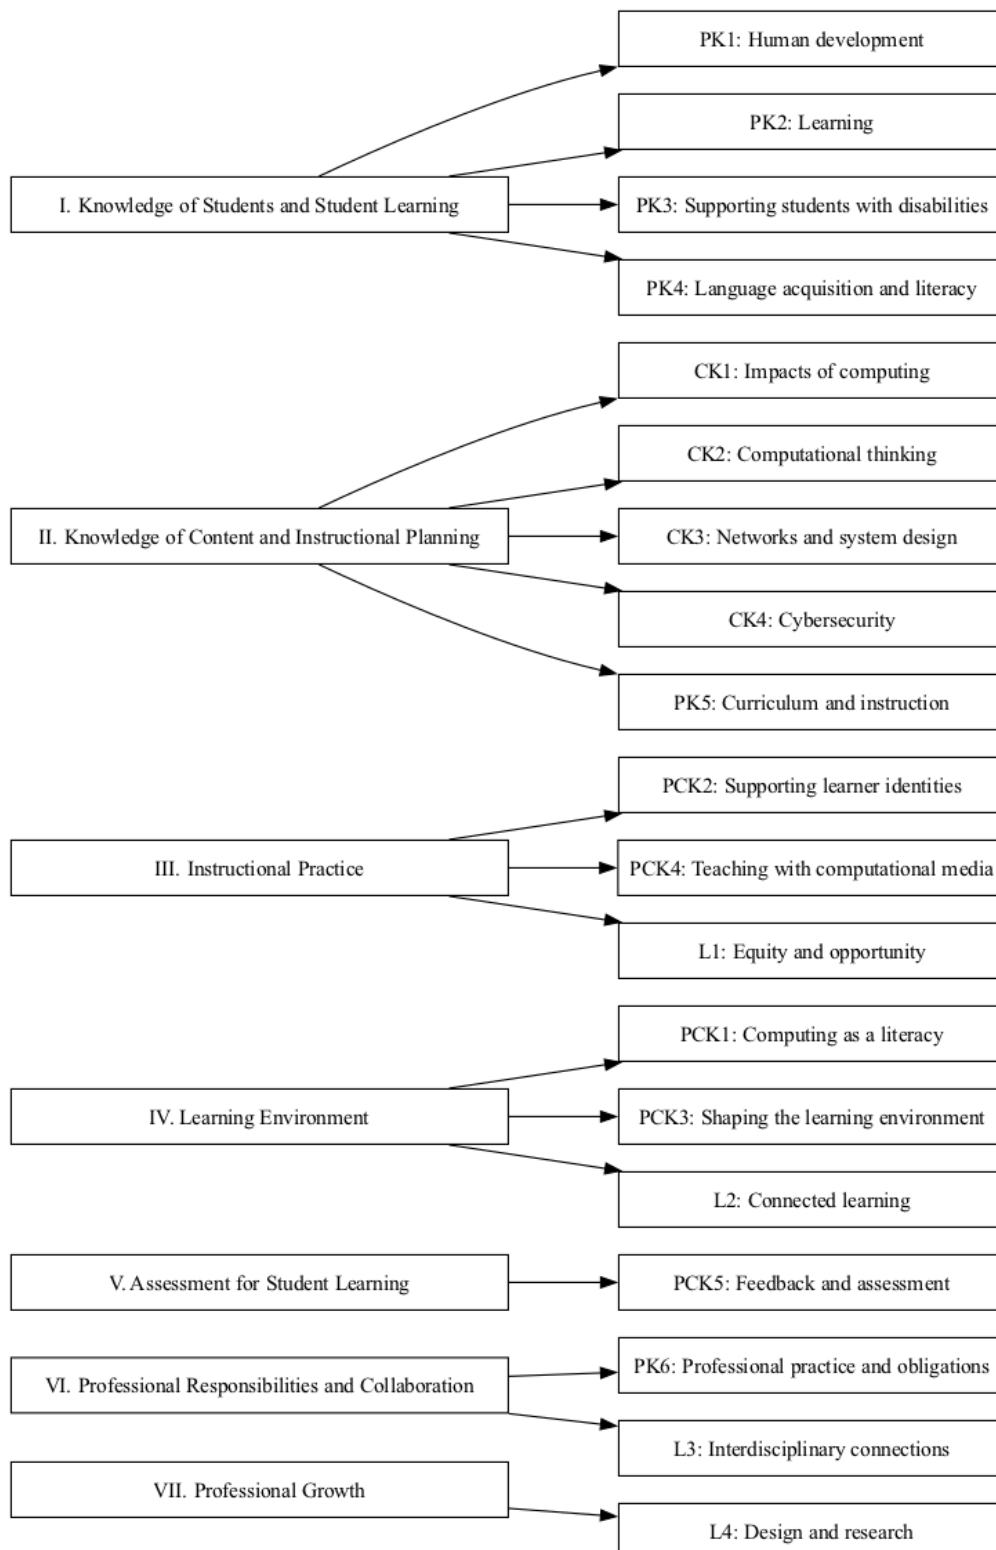 PK1: Human development
PK2: Learning
I. Knowledge of Students and Student Learning
PK3: Supporting students with disabilities
PK4: Language acquisition and literacy
CK1: Impacts of computing
CK2: Computational thinking
II. Knowledge of Content and Instructional Planning
CK3: Networks and system design
CK4: Cybersecurity
PK5: Curriculum and instruction
PCK2: Supporting learner identities
III. Instructional Practice
PCK4: Teaching with computational media
L1: Equity and opportunity
PCK1: Computing as a literacy
IV. Learning Environment
PCK3: Shaping the learning environment
L2: Connected learning
V. Assessment for Student Learning
PCK5: Feedback and assessment
PK6: Professional practice and obligations
VI. Professional Responsibilities and Collaboration
L3: Interdisciplinary connections
VII. Professional Growth
L4: Design and research